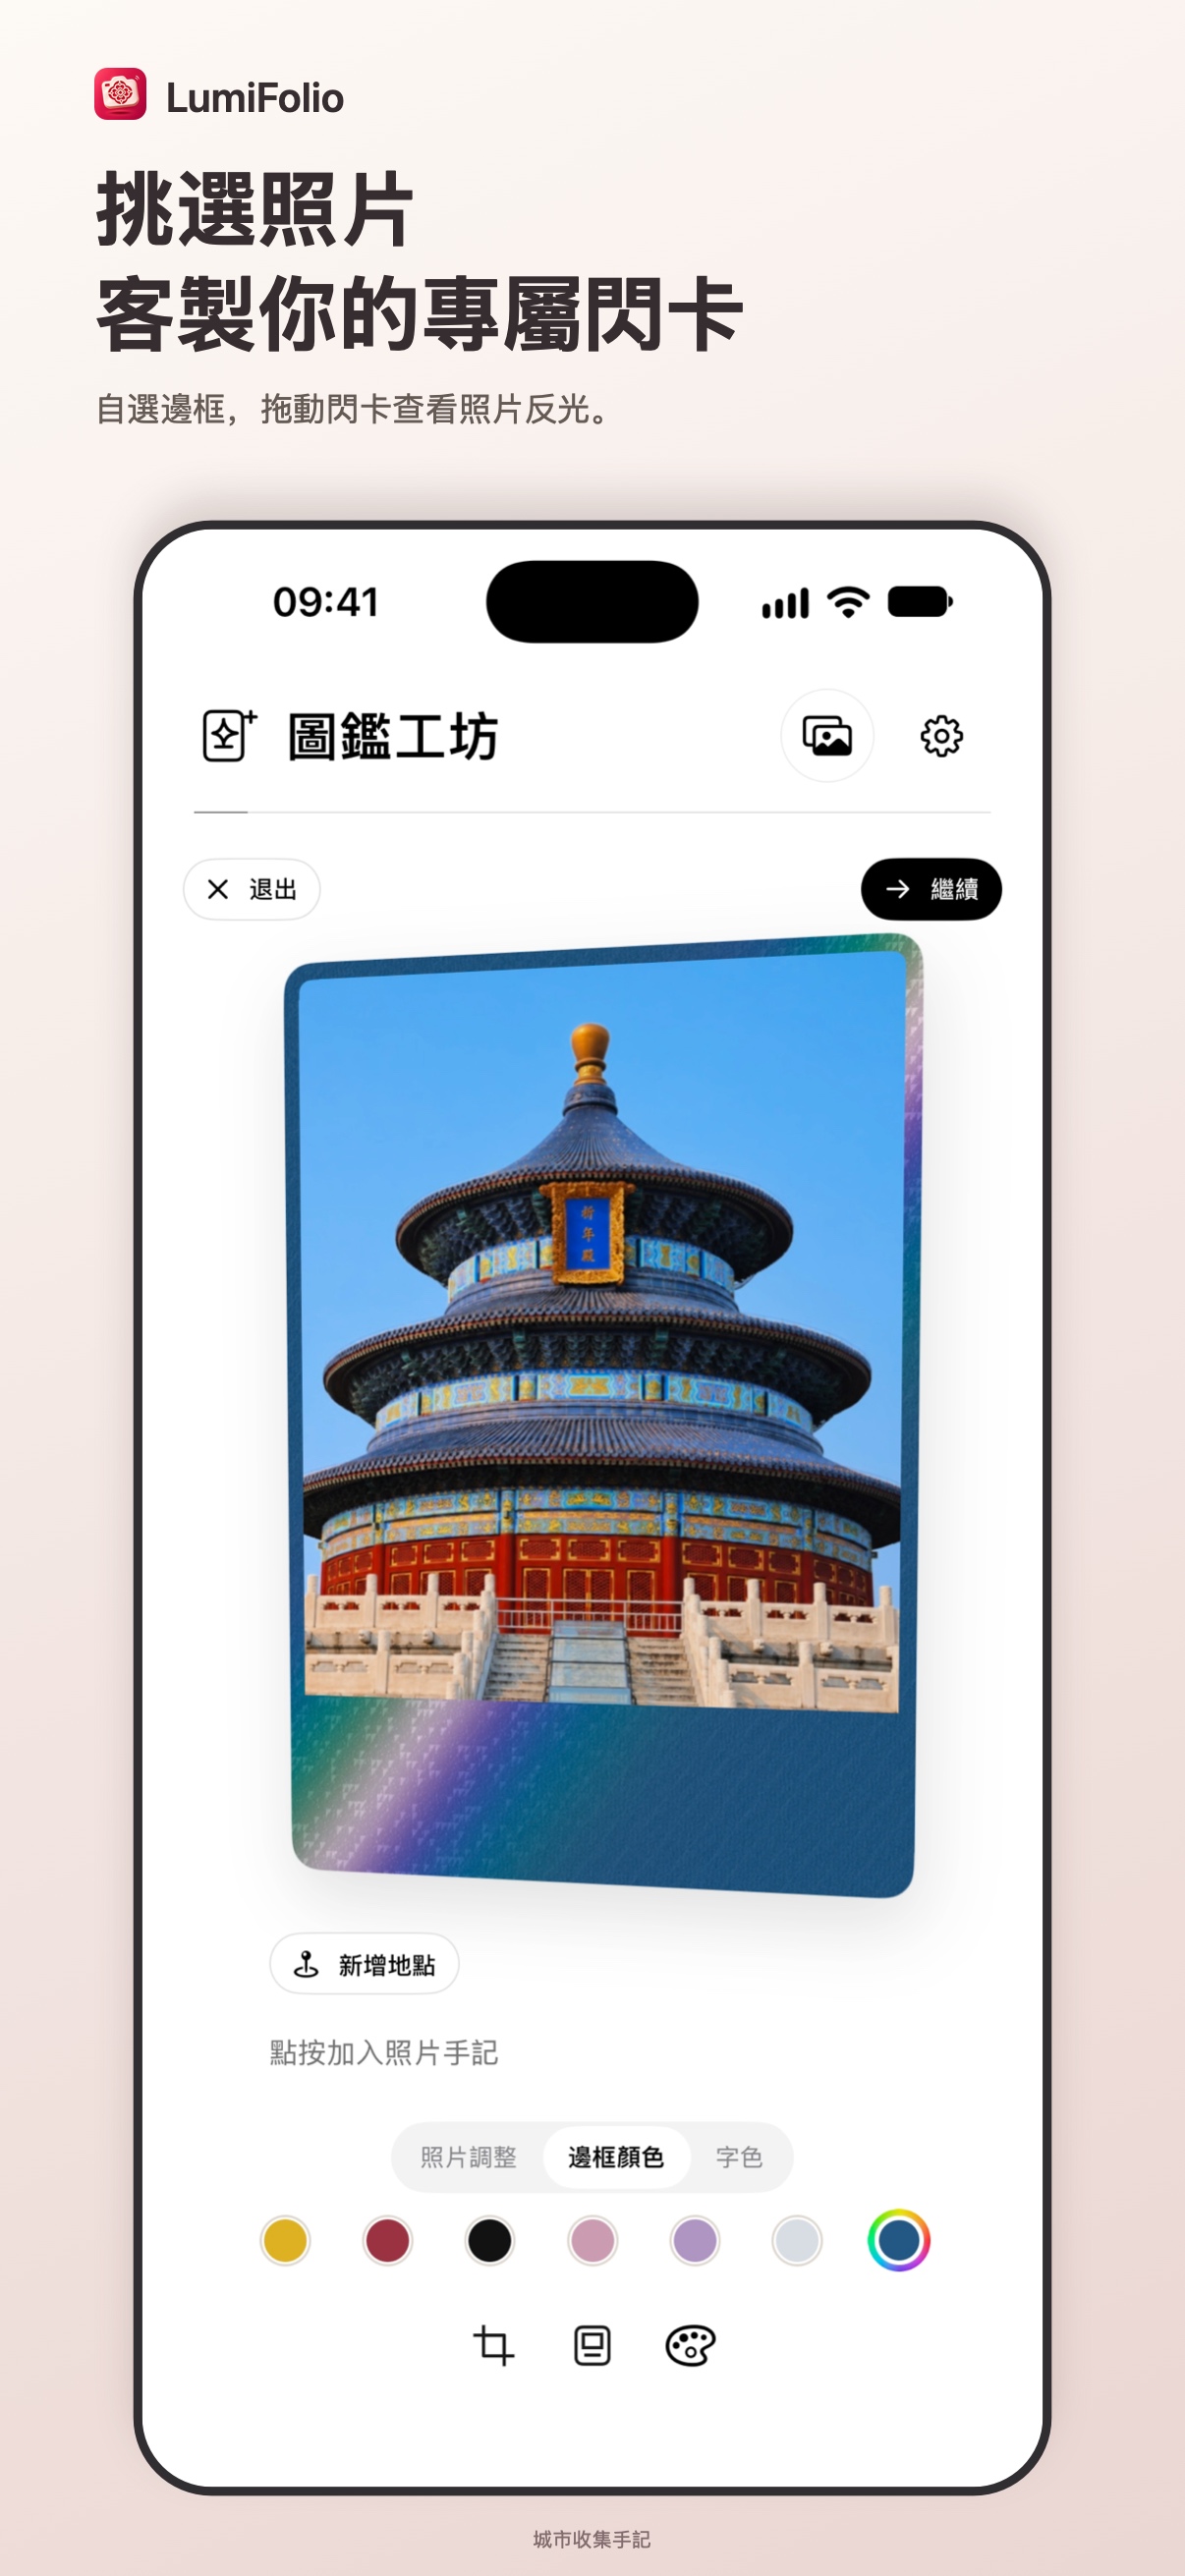 LumiFolio
挑選照片
客製你的專屬閃卡
自選邊框，拖動閃卡查看照片反光。
09:41
圖鑑工坊
退出
繼續
新增地點
點按加入照片手記
照片調整 邊框顏色 字色
城市收集手記